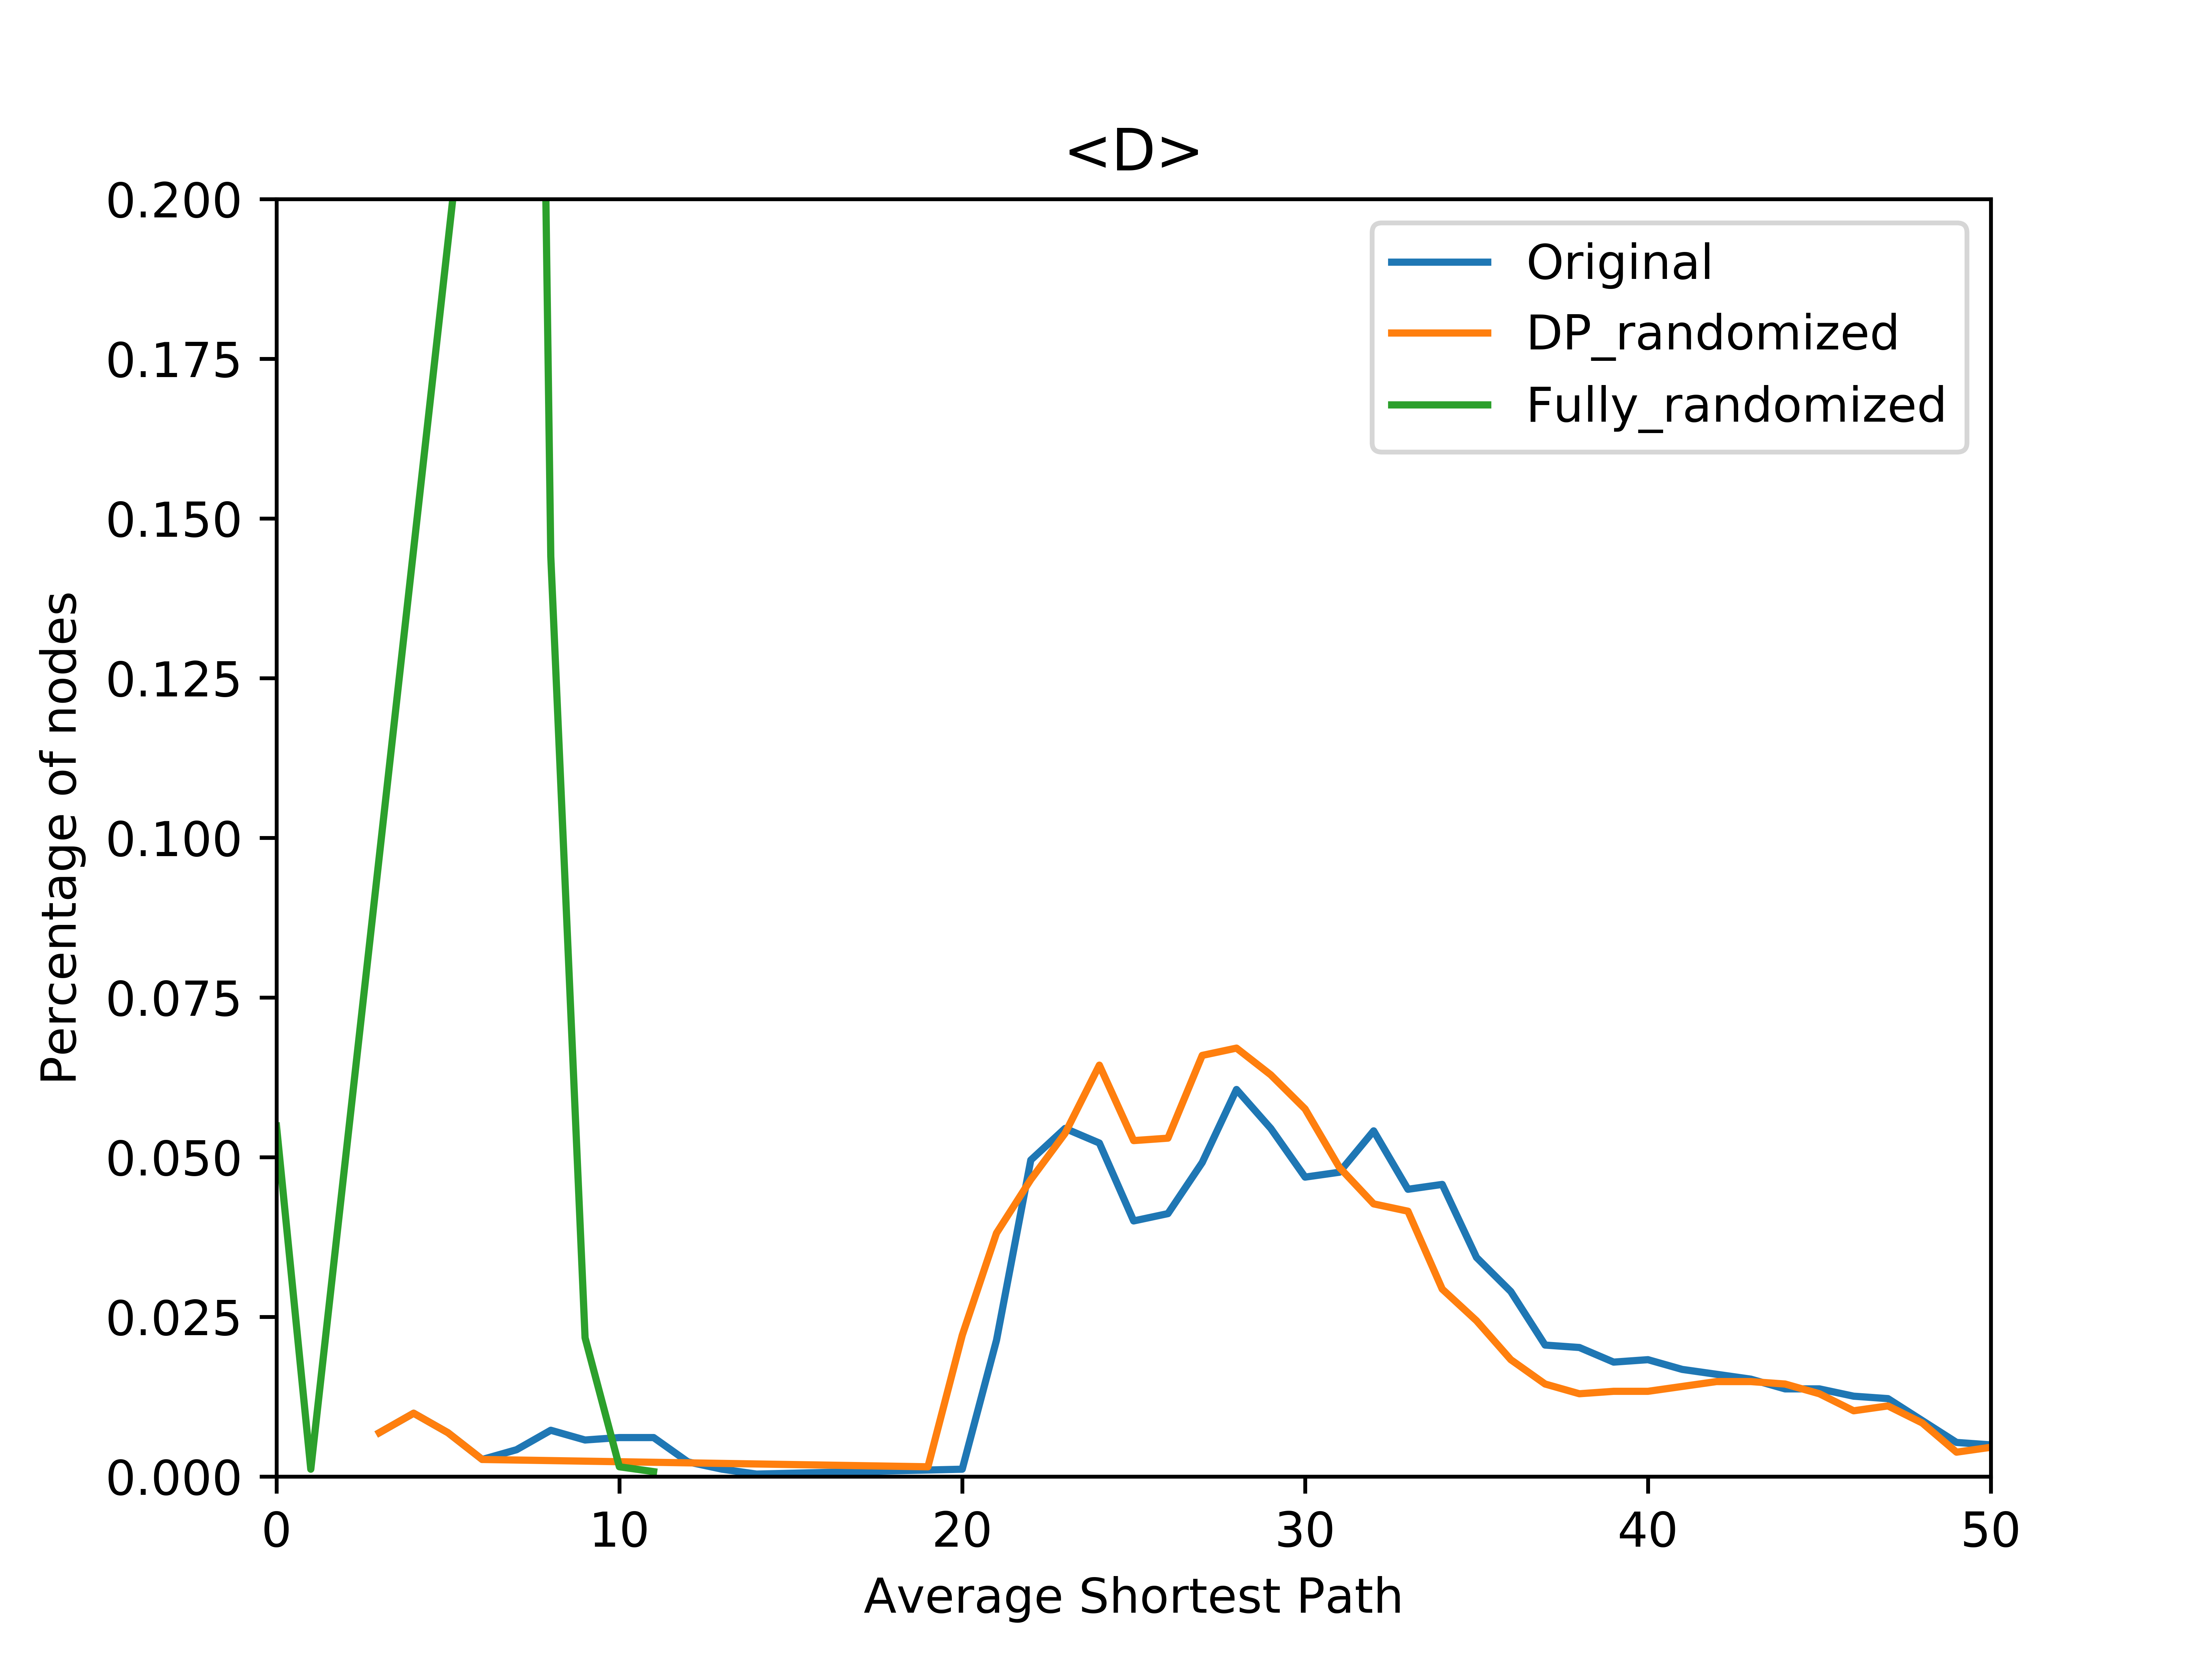 <D>
0.200
0.175
0.150
0.125
0.100
0.075
0.050
0.025
0.000
Percentage of nodes
Original
DP_randomized
Fully_randomized
0 10 20 30 40 50
Average Shortest Path